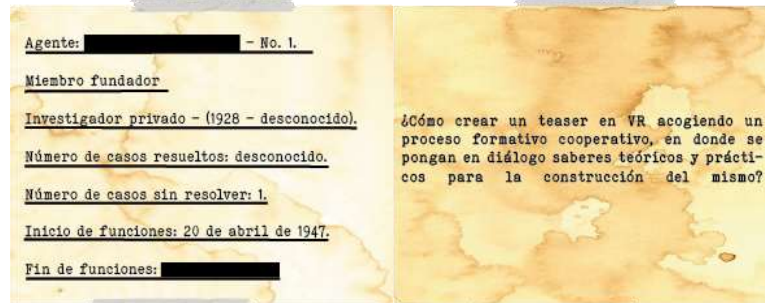 Agente: – No. 1.
Miembro fundador
Investigador privado – (1928 – desconocido).
Número de casos resueltos: desconocido.
Número de casos sin resolver: 1.
Inicio de funciones: 20 de abril de 1947.
Fin de funciones:
¿Cómo crear un teaser en VR acogiendo un
proceso formativo cooperativo, en donde se
pongan en diálogo saberes teóricos y prácti-
cos para la construcción del mismo?